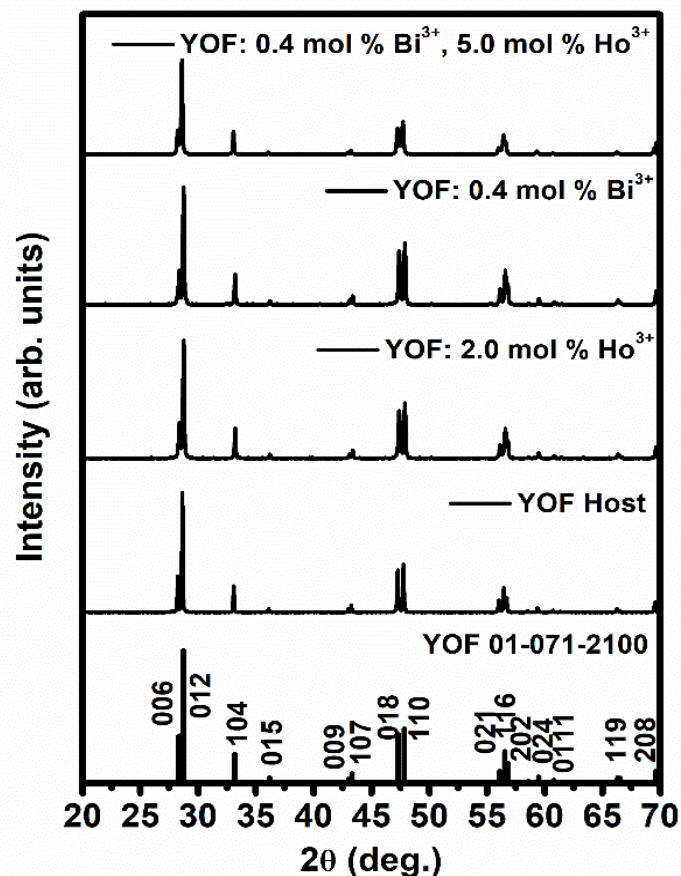 YOF: 0.4 mol % Bi³⁺, 5.0 mol % Ho³⁺
YOF: 0.4 mol % Bi³⁺
YOF: 2.0 mol % Ho³⁺
YOF Host
YOF 01-071-2100
006
012
104
015
009
107
018
110
021
116
202
024
0111
119
208
Intensity (arb. units)
20 25 30 35 40 45 50 55 60 65 70
2θ (deg.)